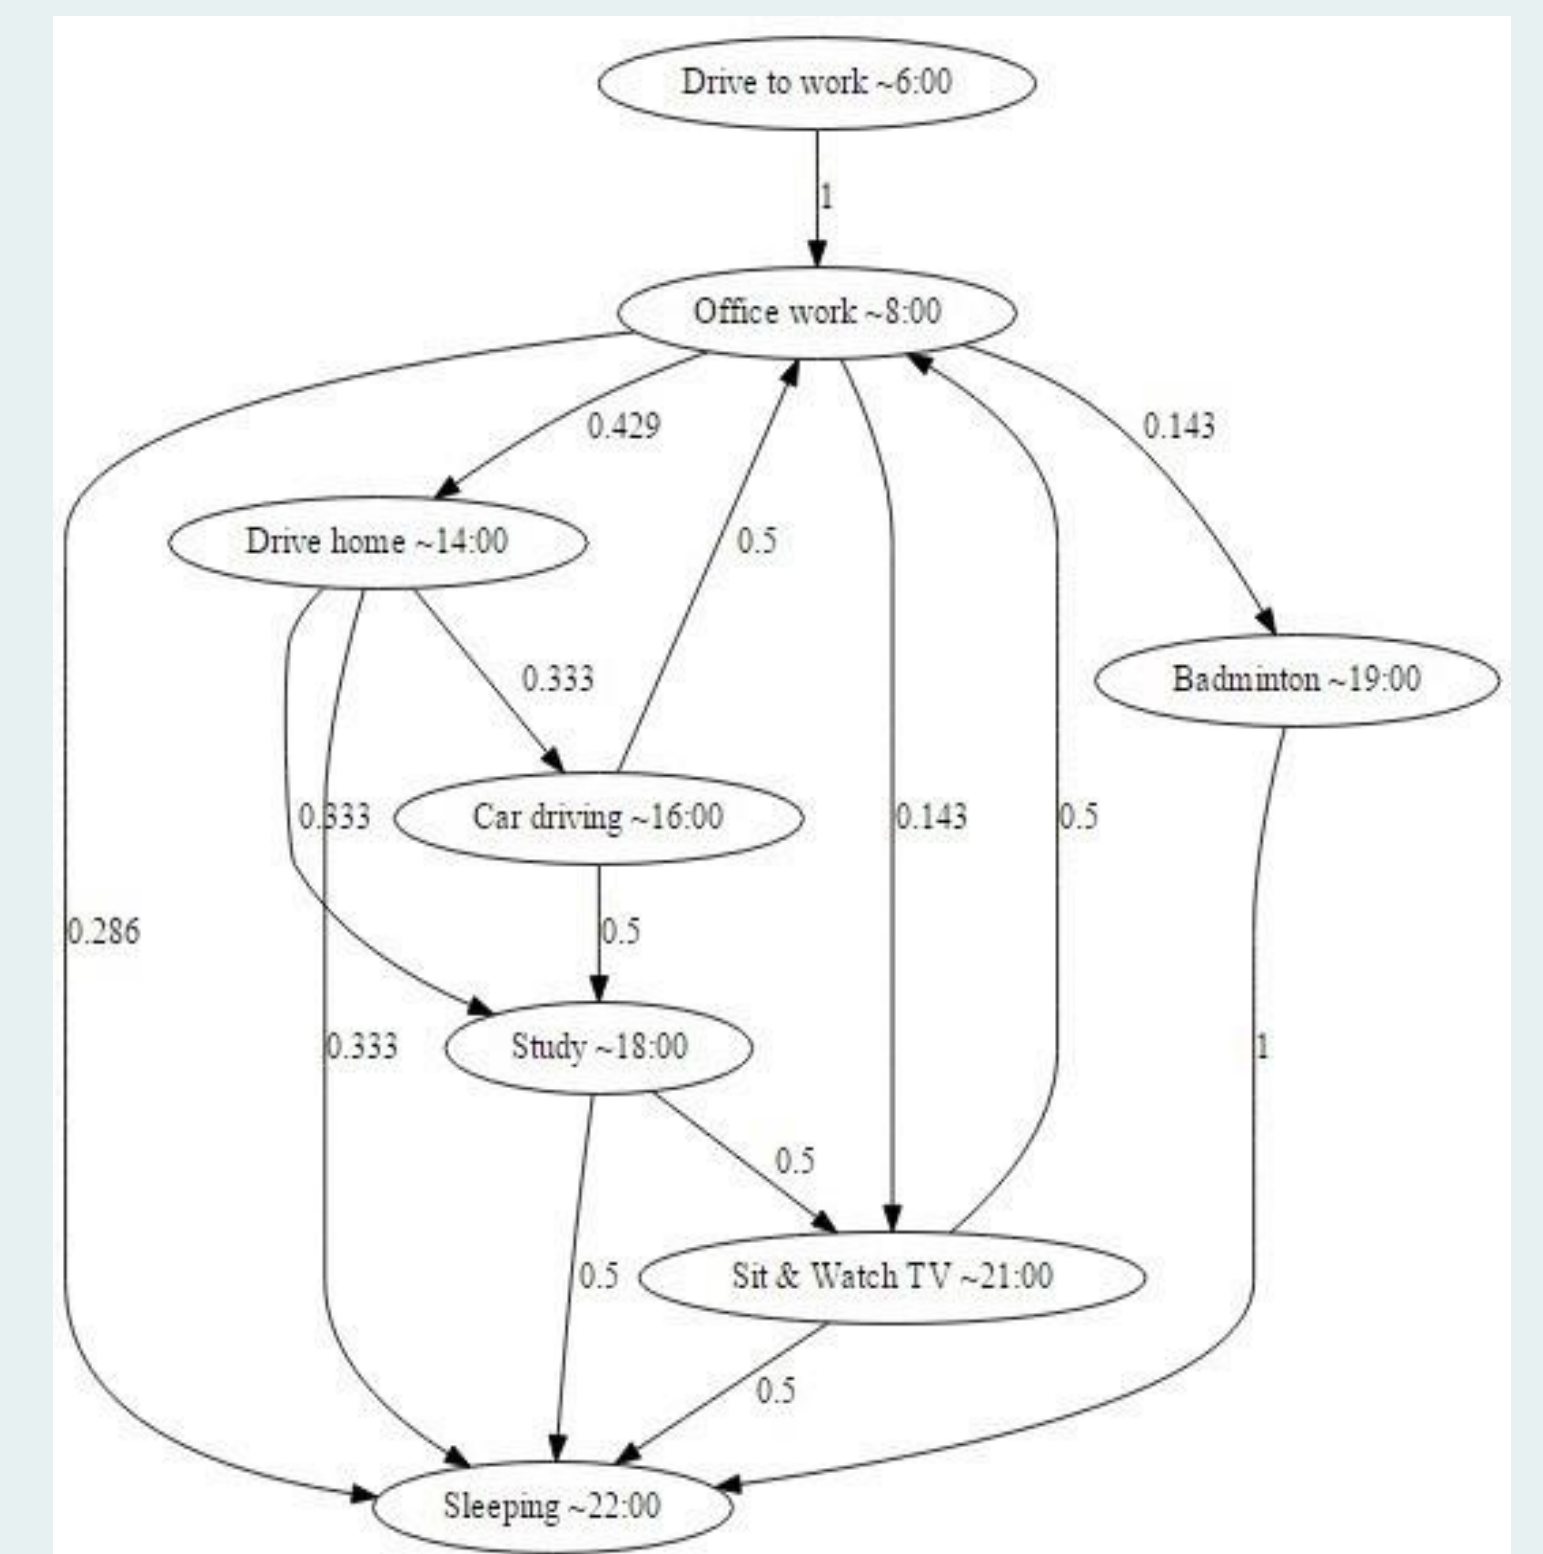 Drive to work ~6:00
1
Office work ~8:00
0.429
0.143
Drive home ~14:00
0.5
0.333
Badminton ~19:00
0.333
Car driving ~16:00
0.143
0.5
0.286
0.5
0.333
Study ~18:00
1
0.5
0.5
Sit & Watch TV ~21:00
0.5
Sleeping ~22:00